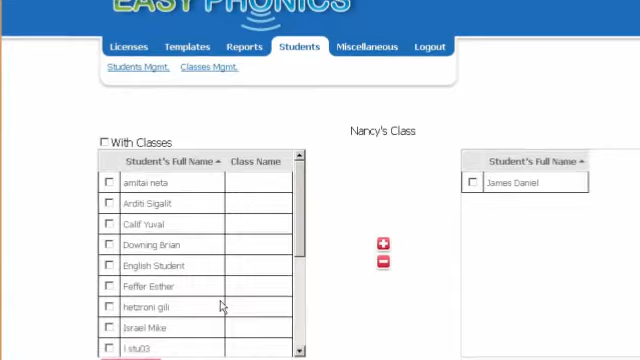 EASY PHONICS
Licenses Templates Reports Students Miscellaneous Logout
Students Mgmt. Classes Mgmt.
Nancy's Class
With Classes
Student's Full Name Class Name
Student's Full Name
amitai neta
James Daniel
Arditi Sigalit
Calif Yuval
Downing Brian
English Student
Feffer Esther
hetzroni gili
Israel Mike
l stu03